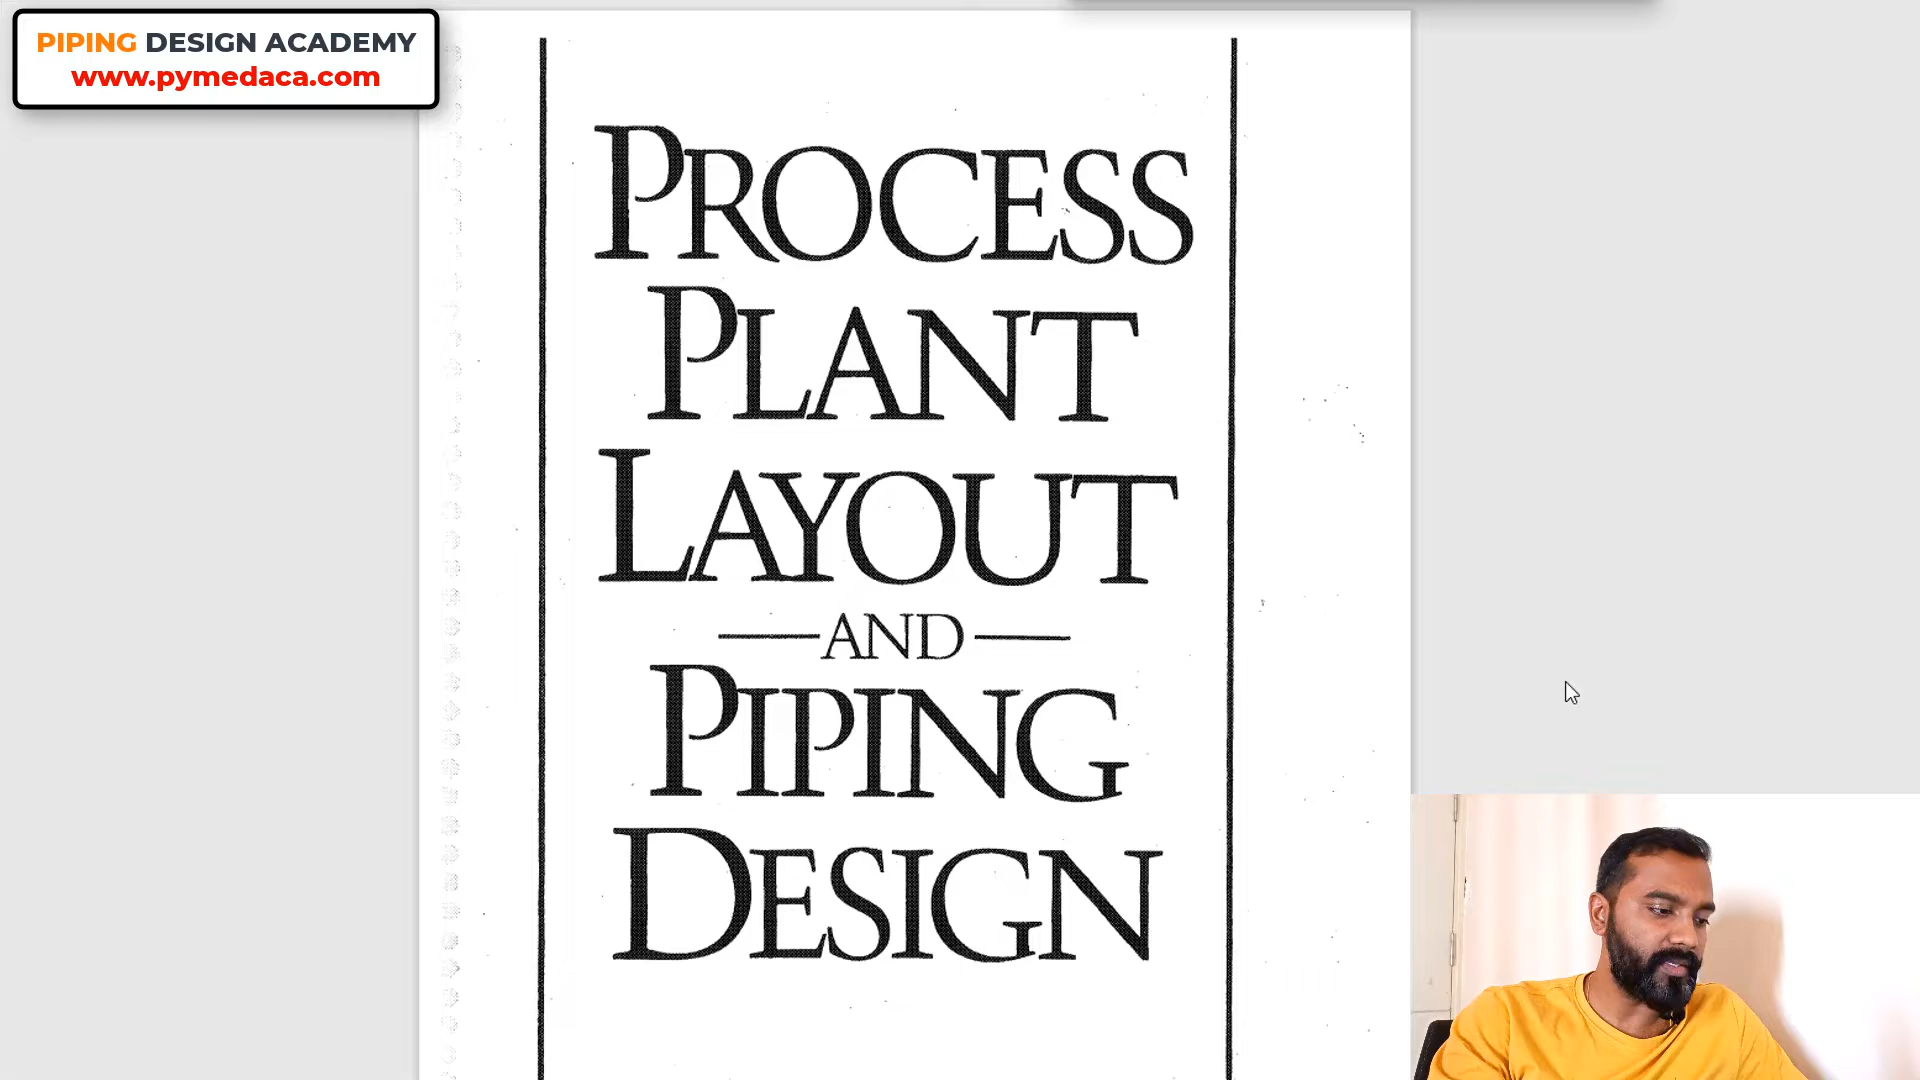 PIPING DESIGN ACADEMY
www.pymedaca.com
PROCESS
PLANT
LAYOUT
AND
PIPING
DESIGN